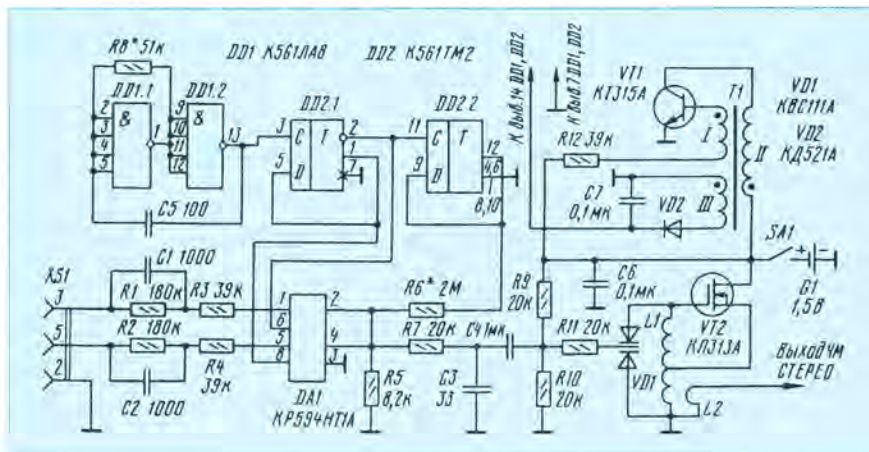 DD1 К561ЛА8 DD2 К561ТМ2
R8* 51к
DD1.1
DD1.2
2
3
4
5
&
1
9
10
11
12
&
13
C5 100
DD2.1
3
5
C
D
T
2
1
7
DD2.2
11
9
C
D
T
12
4,6
8,10
К выв.14 DD1, DD2
К выв.7 DD1, DD2
VT1
КТ315А
T1
VD1
КВС111А
VD2
КД521А
R12 39к
I
II
III
C7
0,1мк
VD2
SA1
+ -
G1
1,5В
C6
0,1мк
R9
20к
XS1
3
5
2
C1 1000
R1 180к
R3 39к
R2 180к
R4
39к
C2 1000
1
6
5
8
2
4
3
DA1
КР594НТ1А
R6* 2М
R7 20к
C4 1мк
R5
8,2к
C3
33
R11 20к
R10
20к
L1
VD1
L2
VT2
КП313А
Выход ЧМ
СТЕРЕО